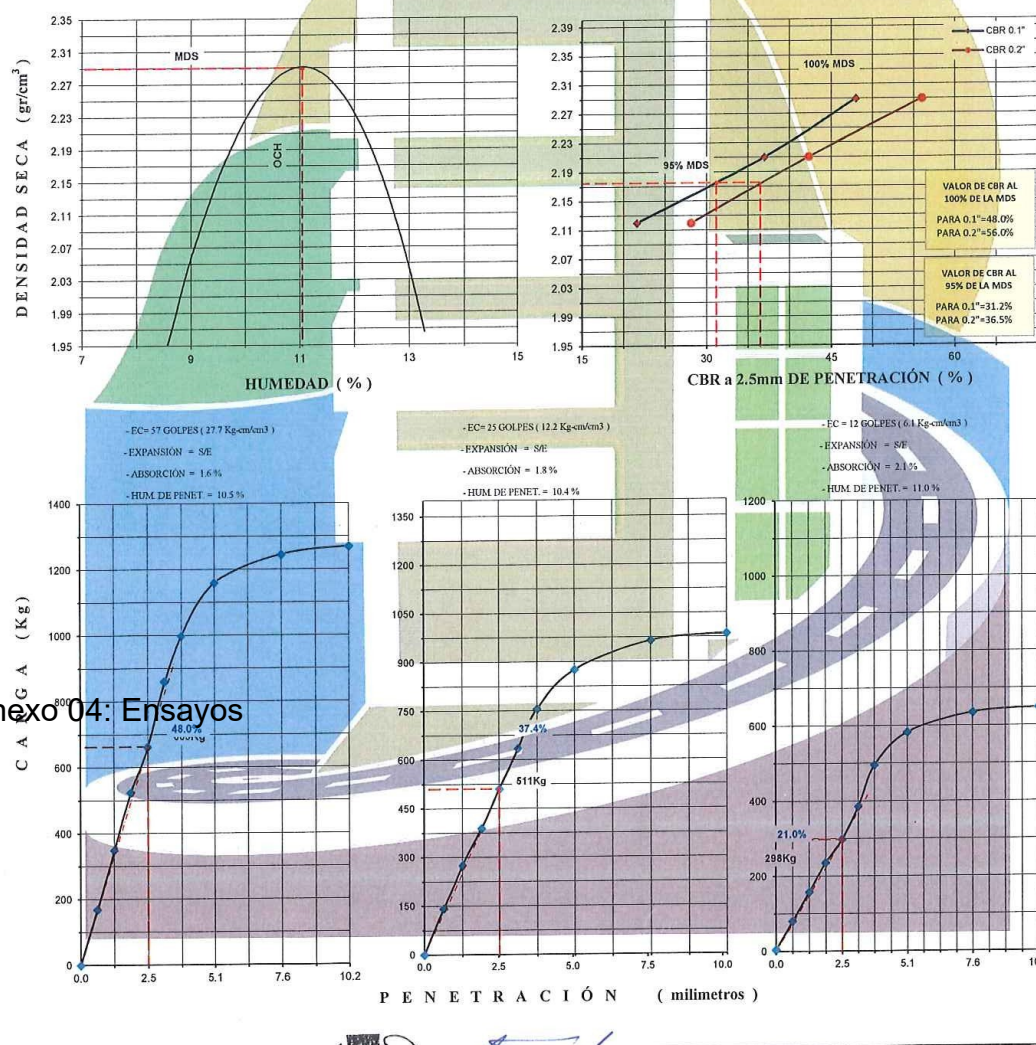 2.35
2.31
2.27
2.23
2.19
2.15
2.11
2.07
2.03
1.99
1.95
DENSIDAD SECA (gr/cm³)
MDS
OCH
7 9 11 13 15
HUMEDAD (%)
2.39
2.35
2.31
2.27
2.23
2.19
2.15
2.11
2.07
2.03
1.99
1.95
CBR 0.1"
CBR 0.2"
100% MDS
95% MDS
VALOR DE CBR AL
100% DE LA MDS
PARA 0.1"=48.0%
PARA 0.2"=56.0%
VALOR DE CBR AL
95% DE LA MDS
PARA 0.1"=31.2%
PARA 0.2"=36.5%
15 30 45 60
CBR a 2.5mm DE PENETRACIÓN (%)
- EC= 57 GOLPES ( 27.7 Kg-cm/cm3 )
- EXPANSIÓN = S/E
- ABSORCIÓN = 1.6 %
- HUM. DE PENET. = 10.5 %
- EC= 25 GOLPES ( 12.2 Kg-cm/cm3 )
- EXPANSIÓN = S/E
- ABSORCIÓN = 1.8 %
- HUM. DE PENET. = 10.4 %
- EC = 12 GOLPES ( 6.1 Kg-cm/cm3 )
- EXPANSIÓN = S/E
- ABSORCIÓN = 2.1 %
- HUM. DE PENET. = 11.0 %
CARGA (Kg)
1400
1200
1000
800
600
400
200
0
48.0%
0.0 2.5 5.1 7.6 10.2
1350
1200
1050
900
750
600
450
300
150
0
37.4%
511Kg
0.0 2.5 5.0 7.5 10.0
1200
1000
800
600
400
200
0
21.0%
298Kg
0.0 2.5 5.1 7.6
nexo 04: Ensayos
PENETRACIÓN (milimetros)